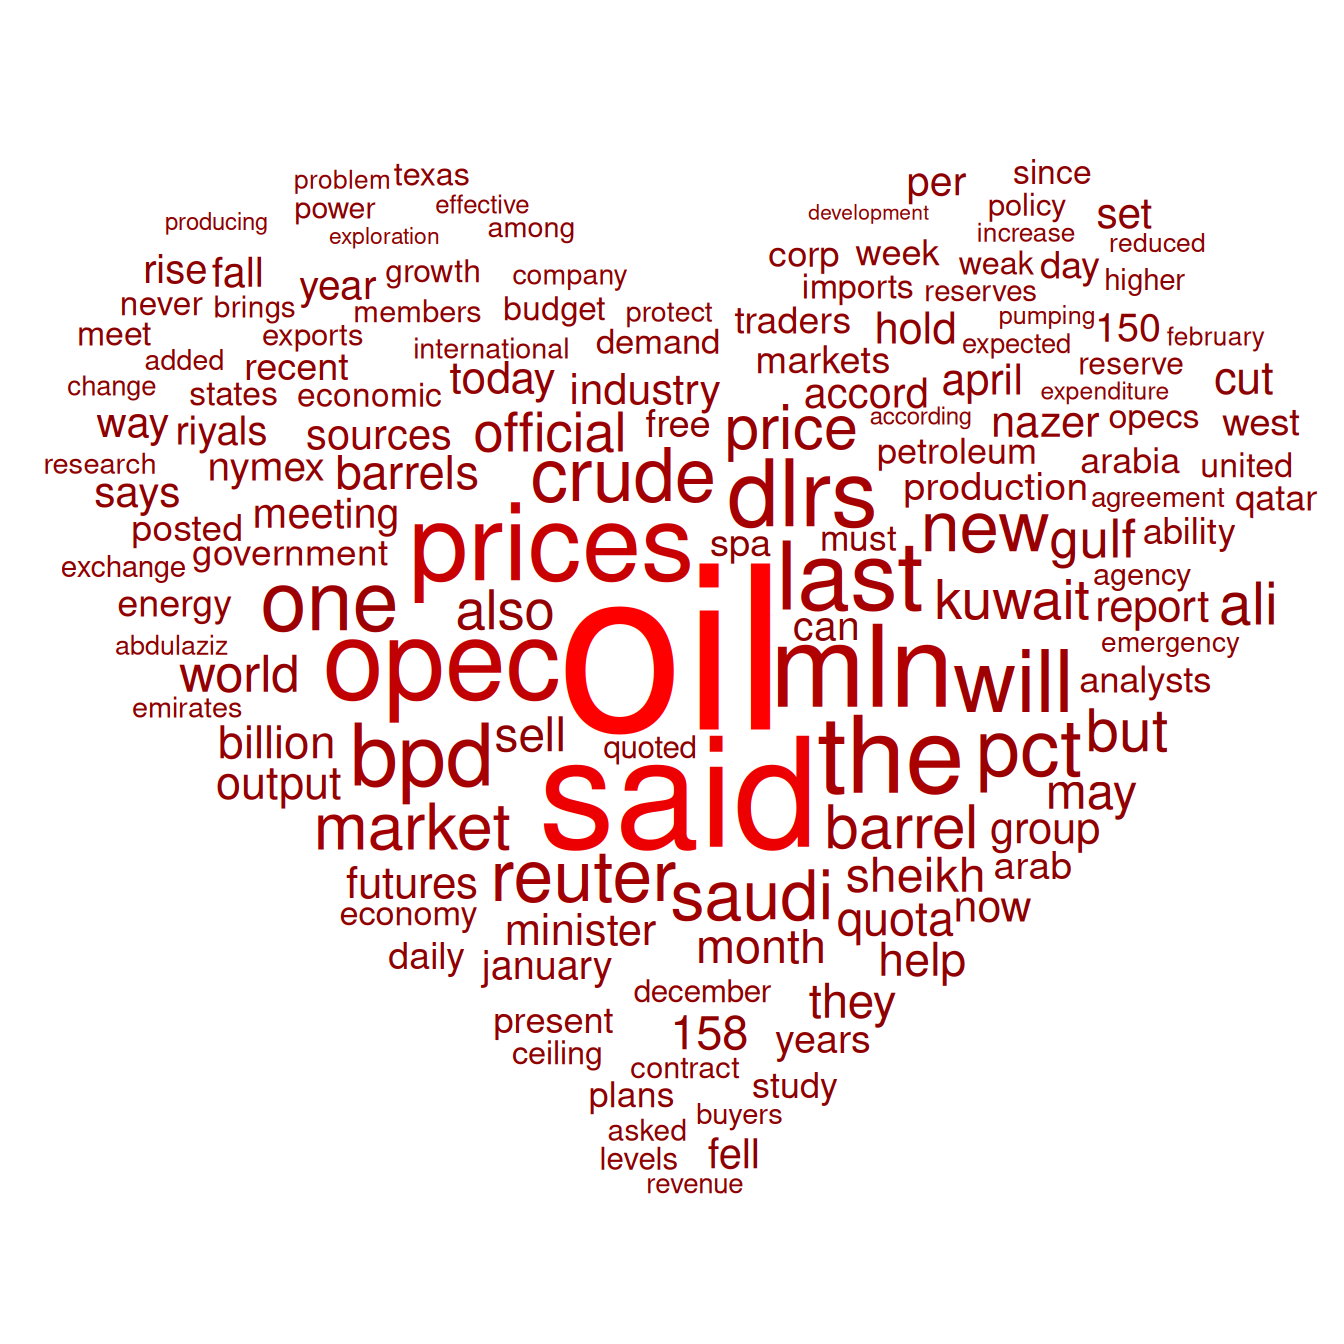 problem texas
per since
producing power effective
development policy set
exploration among
increase reduced
rise fall year growth company
corp week weak day higher
never brings members budget protect
imports reserves
meet exports international demand
traders hold pumping 150 february
added recent today industry
markets expected reserve cut
change states economic
accord april expenditure
way riyals sources official free price
according nazer opecs west
research nymex barrels crude dlrs
petroleum arabia united
says production agreement qatar
posted meeting prices spa must new gulf ability
exchange government last agency
energy one also oil can kuwait report ali
abdulaziz opec mln emergency
world will analysts
emirates
billion bpd sell quoted the pct but
output said may
market barrel group
futures reuter saudi sheikh arab
economy minister quota now
daily january month help
december they
present 158 years
ceiling contract
plans study
buyers
asked
levels fell
revenue